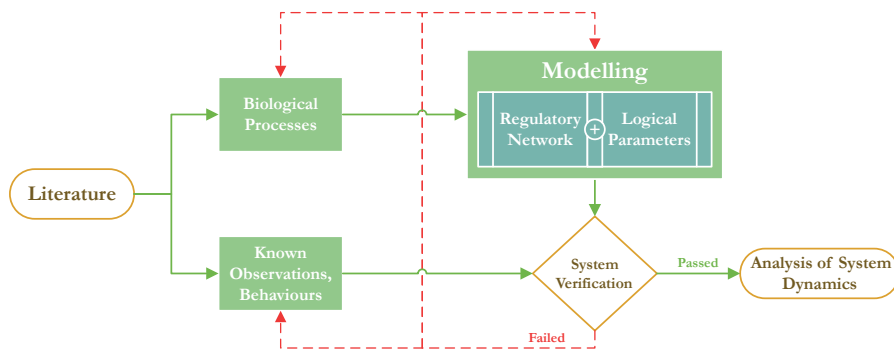 Modelling
Biological
Processes
Regulatory
Network
+
Logical
Parameters
Literature
Known
Observations,
Behaviours
System
Verification
Passed
Analysis of System
Dynamics
Failed